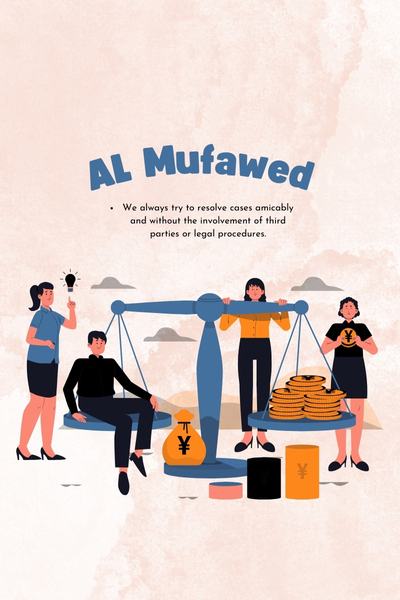 AL Mufawed
• We always try to resolve cases amicably
and without the involvement of third
parties or legal procedures.
¥
¥
¥